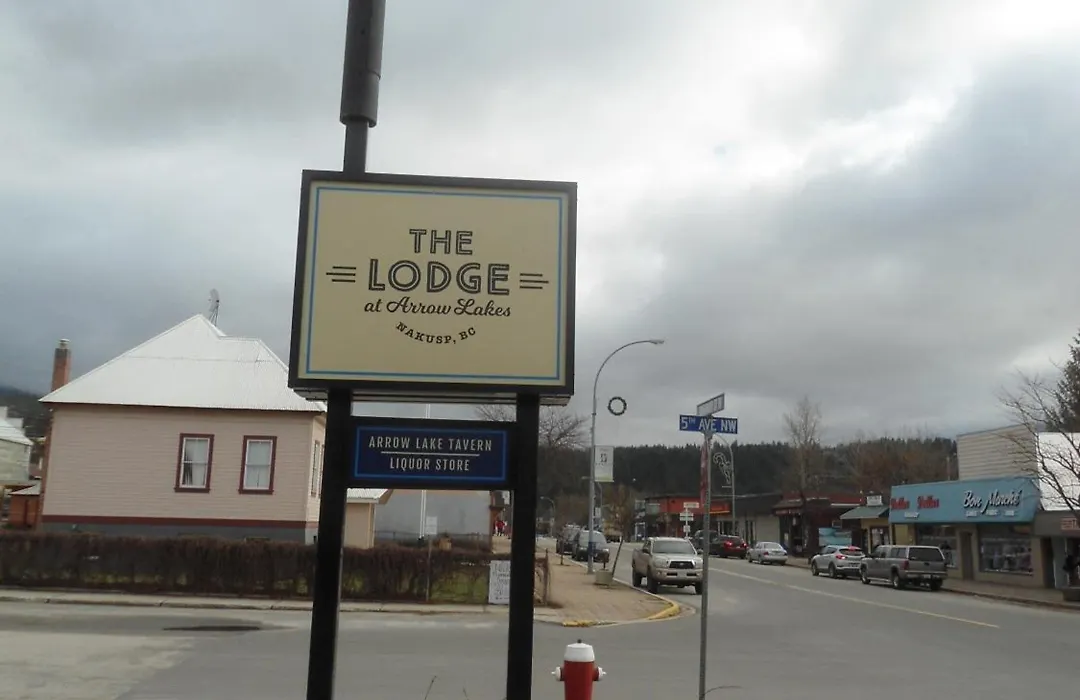 THE
LODGE
at Arrow Lakes
NAKUSP, BC
ARROW LAKE TAVERN
LIQUOR STORE
5TH AVE NW
Bon Marché